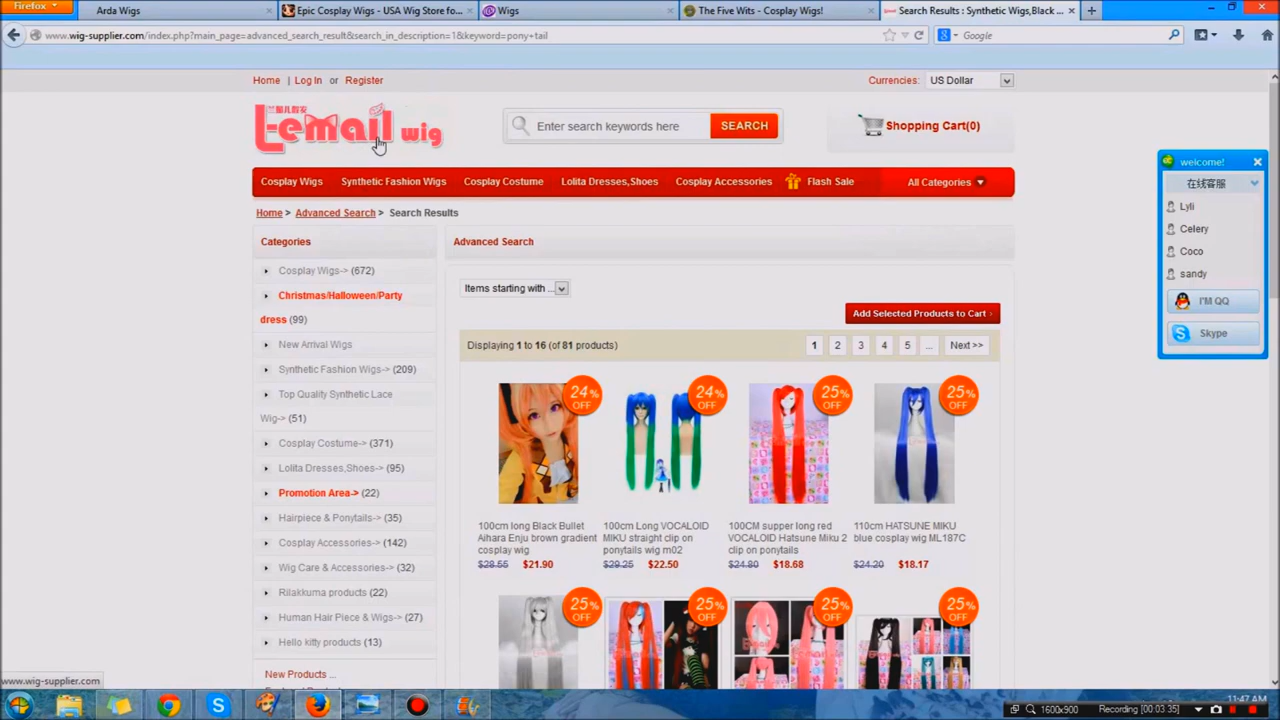 Firefox
Arda Wigs
Epic Cosplay Wigs - USA Wig Store fo...
Wigs
The Five Wits - Cosplay Wigs!
Search Results : Synthetic Wigs,Black ...
www.wig-supplier.com/index.php?main_page=advanced_search_result&search_in_description=1&keyword=pony+tail
Google
Home | Log In or Register
Currencies: US Dollar
L-email wig
Enter search keywords here
SEARCH
Shopping Cart(0)
Cosplay Wigs
Synthetic Fashion Wigs
Cosplay Costume
Lolita Dresses,Shoes
Cosplay Accessories
Flash Sale
All Categories
Home > Advanced Search > Search Results
Categories
Cosplay Wigs-> (672)
Christmas/Halloween/Party
dress (99)
New Arrival Wigs
Synthetic Fashion Wigs-> (209)
Top Quality Synthetic Lace
Wig-> (51)
Cosplay Costume-> (371)
Lolita Dresses,Shoes-> (95)
Promotion Area-> (22)
Hairpiece & Ponytails-> (35)
Cosplay Accessories-> (142)
Wig Care & Accessories-> (32)
Rilakkuma products (22)
Human Hair Piece & Wigs-> (27)
Hello kitty products (13)
New Products ...
Advanced Search
Items starting with ...
Add Selected Products to Cart ›
Displaying 1 to 16 (of 81 products)
1 2 3 4 5 ... Next >>
24% OFF
24% OFF
25% OFF
25% OFF
100cm long Black Bullet
Aihara Enju brown gradient
cosplay wig
$28.55 $21.90
100cm Long VOCALOID
MIKU straight clip on
ponytails wig m02
$29.25 $22.50
100CM supper long red
VOCALOID Hatsune Miku 2
clip on ponytails
$24.80 $18.68
110cm HATSUNE MIKU
blue cosplay wig ML187C
$24.20 $18.17
25% OFF
25% OFF
25% OFF
25% OFF
welcome!
在线客服
Lyli
Celery
Coco
sandy
I'M QQ
Skype
www.wig-supplier.com
11:47 AM
1600x900
Recording [00:03:35]